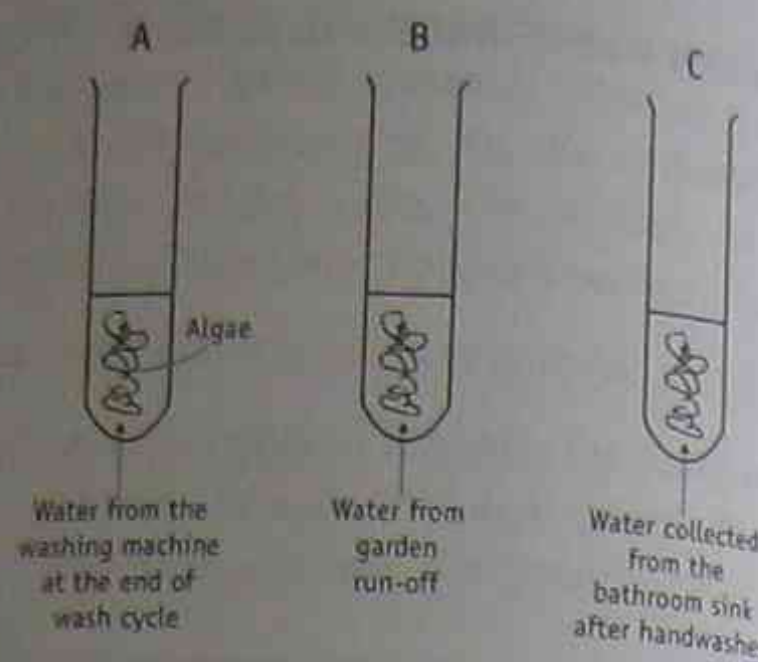 A
B
C
Algae
Water from the
washing machine
at the end of
wash cycle
Water from
garden
run-off
Water collected
from the
bathroom sink
after handwashe